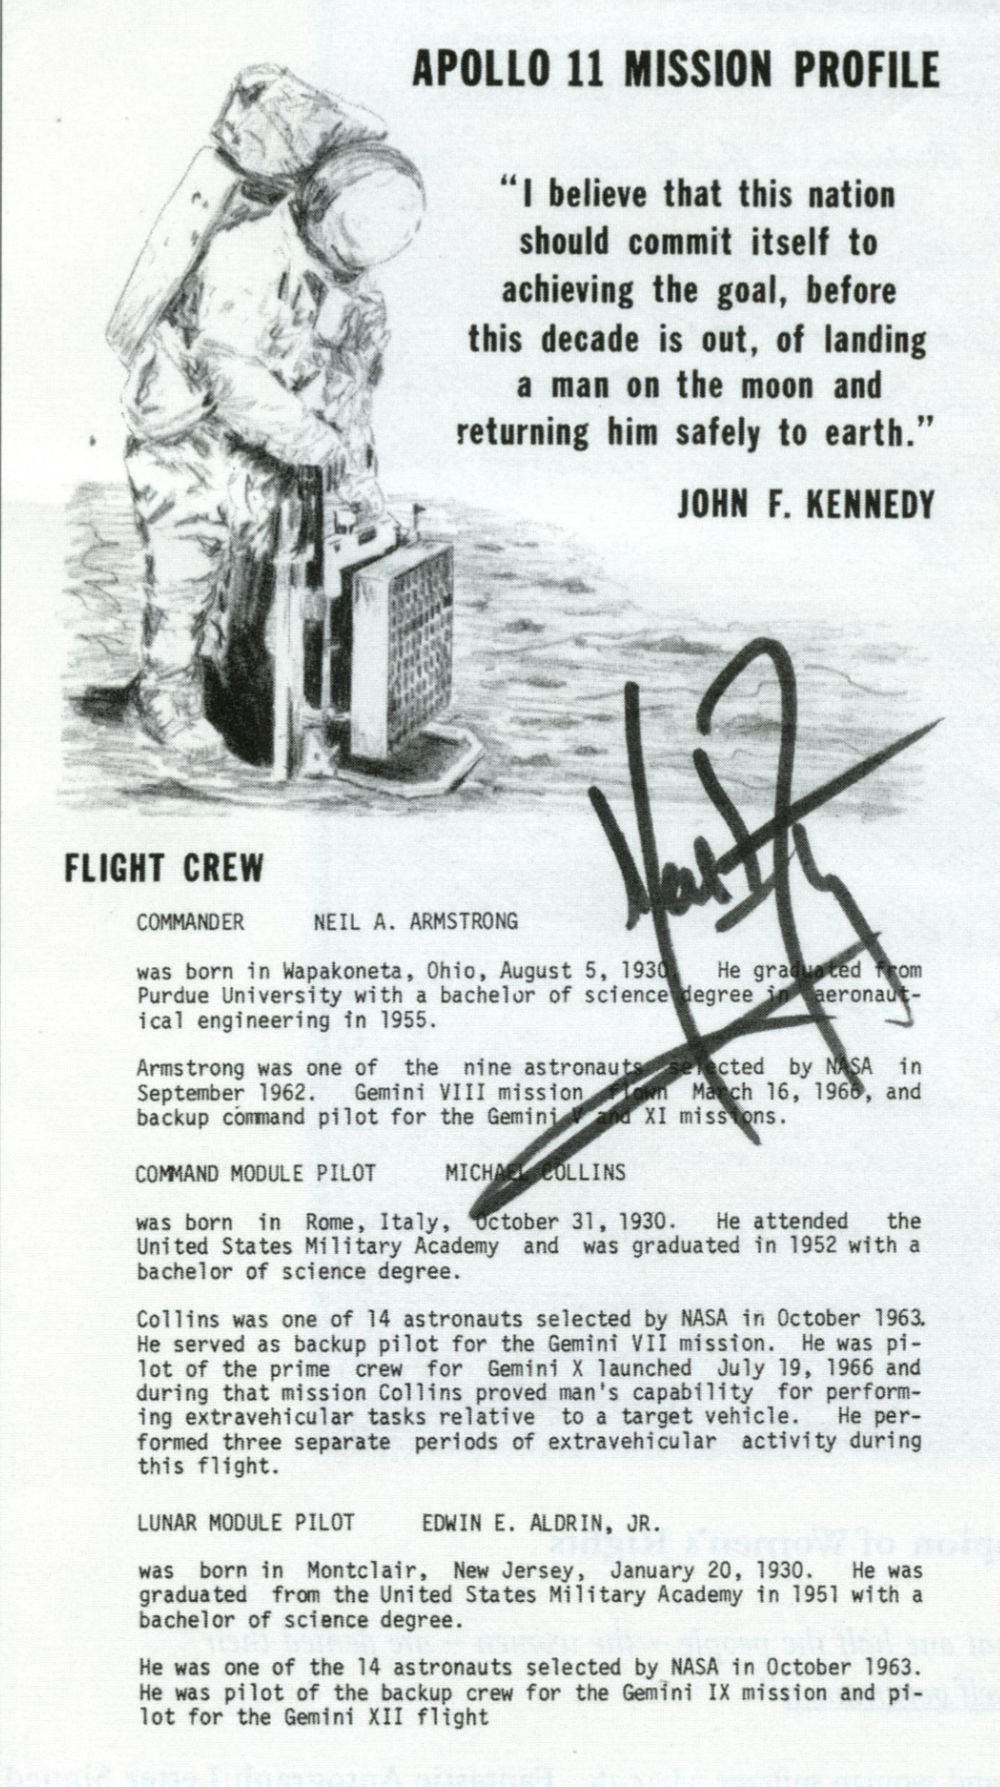 APOLLO 11 MISSION PROFILE
“I believe that this nation
should commit itself to
achieving the goal, before
this decade is out, of landing
a man on the moon and
returning him safely to earth.”
JOHN F. KENNEDY
FLIGHT CREW
COMMANDER NEIL A. ARMSTRONG
was born in Wapakoneta, Ohio, August 5, 1930. He graduated from
Purdue University with a bachelor of science degree in aeronaut-
ical engineering in 1955.
Armstrong was one of the nine astronauts selected by NASA in
September 1962. Gemini VIII mission flown March 16, 1966, and
backup command pilot for the Gemini V and XI missions.
COMMAND MODULE PILOT MICHAEL COLLINS
was born in Rome, Italy, October 31, 1930. He attended the
United States Military Academy and was graduated in 1952 with a
bachelor of science degree.
Collins was one of 14 astronauts selected by NASA in October 1963.
He served as backup pilot for the Gemini VII mission. He was pi-
lot of the prime crew for Gemini X launched July 19, 1966 and
during that mission Collins proved man's capability for perform-
ing extravehicular tasks relative to a target vehicle. He per-
formed three separate periods of extravehicular activity during
this flight.
LUNAR MODULE PILOT EDWIN E. ALDRIN, JR.
was born in Montclair, New Jersey, January 20, 1930. He was
graduated from the United States Military Academy in 1951 with a
bachelor of science degree.
He was one of the 14 astronauts selected by NASA in October 1963.
He was pilot of the backup crew for the Gemini IX mission and pi-
lot for the Gemini XII flight